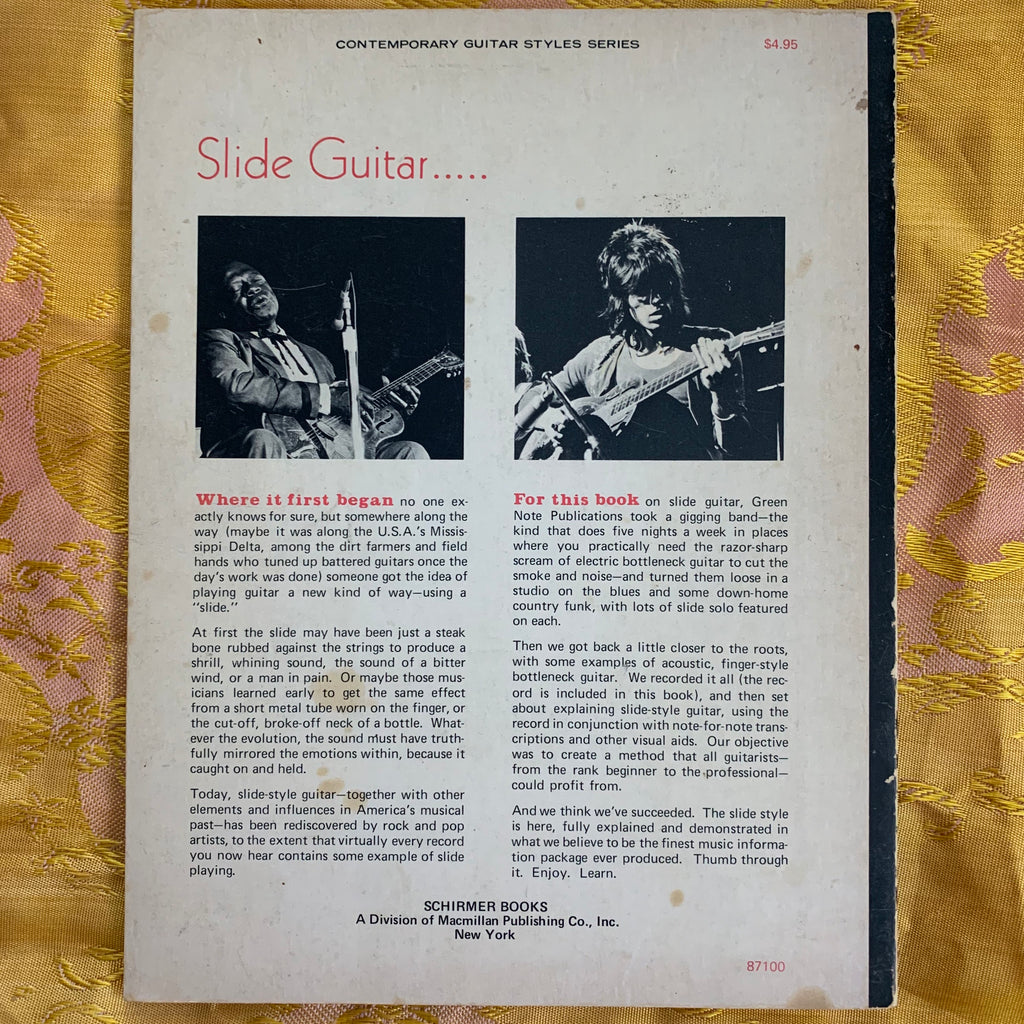 CONTEMPORARY GUITAR STYLES SERIES
$4.95
Slide Guitar.....
Where it first began no one ex-
actly knows for sure, but somewhere along the
way (maybe it was along the U.S.A.'s Missis-
sippi Delta, among the dirt farmers and field
hands who tuned up battered guitars once the
day's work was done) someone got the idea of
playing guitar a new kind of way—using a
"slide."
At first the slide may have been just a steak
bone rubbed against the strings to produce a
shrill, whining sound, the sound of a bitter
wind, or a man in pain. Or maybe those mus-
icians learned early to get the same effect
from a short metal tube worn on the finger, or
the cut-off, broke-off neck of a bottle. What-
ever the evolution, the sound must have truth-
fully mirrored the emotions within, because it
caught on and held.
Today, slide-style guitar—together with other
elements and influences in America's musical
past—has been rediscovered by rock and pop
artists, to the extent that virtually every record
you now hear contains some example of slide
playing.
For this book on slide guitar, Green
Note Publications took a gigging band—the
kind that does five nights a week in places
where you practically need the razor-sharp
scream of electric bottleneck guitar to cut the
smoke and noise—and turned them loose in a
studio on the blues and some down-home
country funk, with lots of slide solo featured
on each.
Then we got back a little closer to the roots,
with some examples of acoustic, finger-style
bottleneck guitar. We recorded it all (the rec-
ord is included in this book), and then set
about explaining slide-style guitar, using the
record in conjunction with note-for-note trans-
criptions and other visual aids. Our objective
was to create a method that all guitarists—
from the rank beginner to the professional—
could profit from.
And we think we've succeeded. The slide style
is here, fully explained and demonstrated in
what we believe to be the finest music informa-
tion package ever produced. Thumb through
it. Enjoy. Learn.
SCHIRMER BOOKS
A Division of Macmillan Publishing Co., Inc.
New York
87100